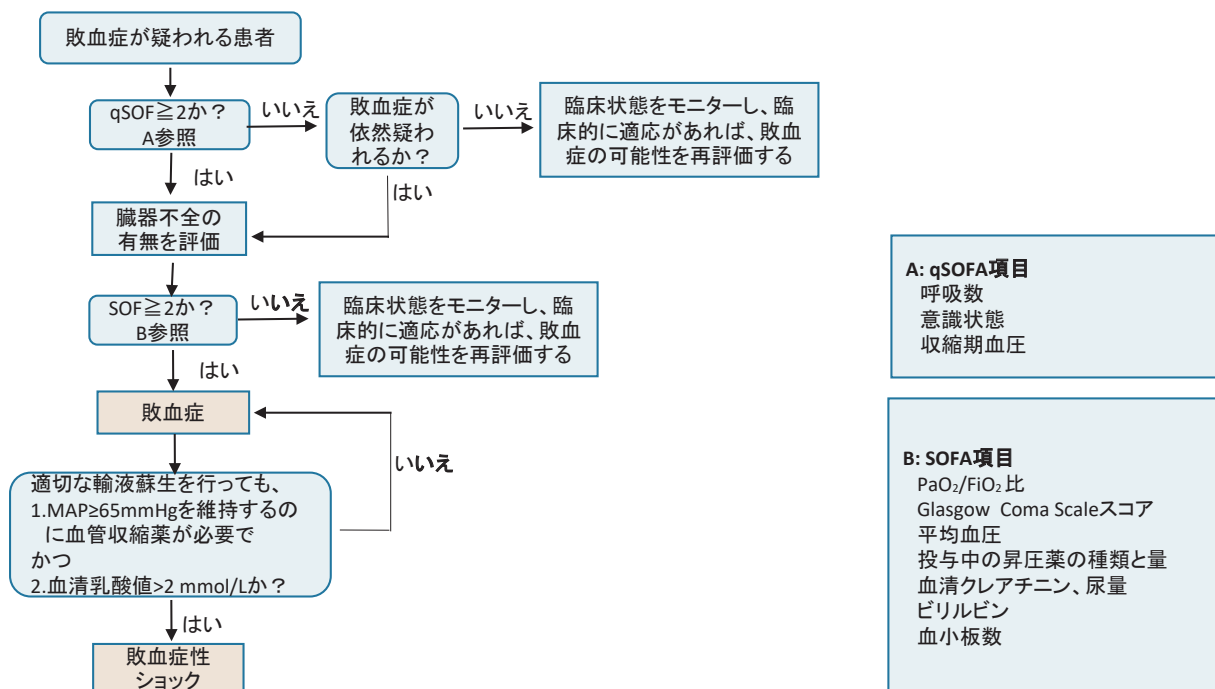 敗血症が疑われる患者
qSOF≧2か？
A参照
いいえ
敗血症が
依然疑わ
れるか？
いいえ
臨床状態をモニターし、臨
床的に適応があれば、敗血
症の可能性を再評価する
はい
はい
臓器不全の
有無を評価
SOF≧2か？
B参照
いいえ
臨床状態をモニターし、臨
床的に適応があれば、敗血
症の可能性を再評価する
はい
敗血症
いいえ
適切な輸液蘇生を行っても、
1.MAP≥65mmHgを維持するの
に血管収縮薬が必要で
かつ
2.血清乳酸値>2 mmol/Lか？
はい
敗血症性
ショック
A: qSOFA項目
呼吸数
意識状態
収縮期血圧
B: SOFA項目
PaO₂/FiO₂ 比
Glasgow Coma Scaleスコア
平均血圧
投与中の昇圧薬の種類と量
血清クレアチニン、尿量
ビリルビン
血小板数